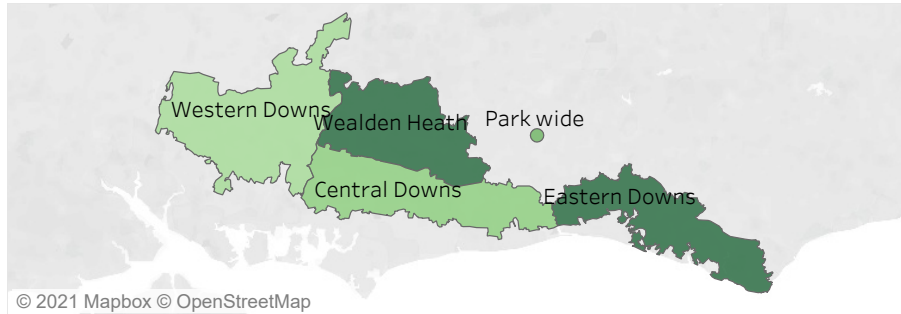 Western Downs
Wealden Heath
Park wide
Central Downs
Eastern Downs
© 2021 Mapbox © OpenStreetMap